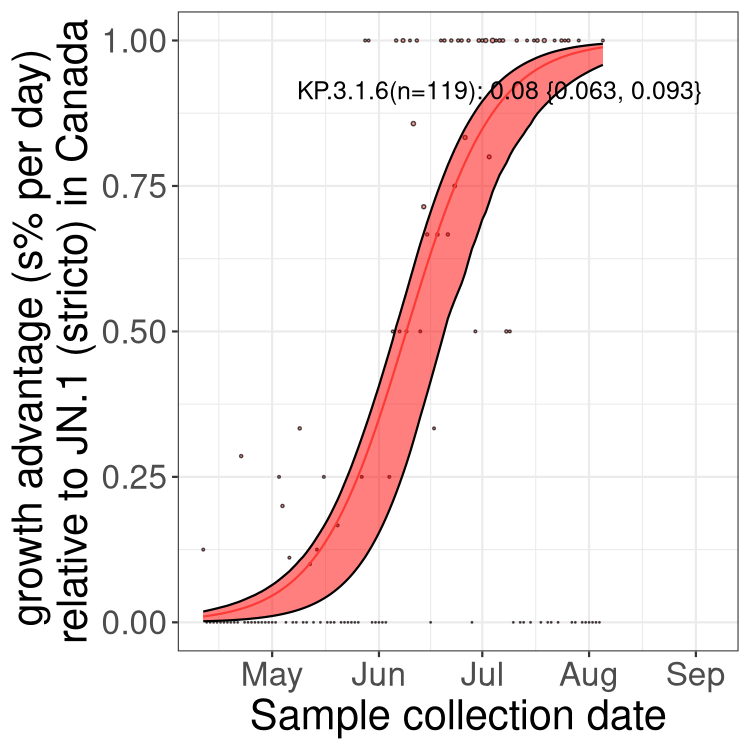 growth advantage (s% per day)
relative to JN.1 (stricto) in Canada
1.00
0.75
0.50
0.25
0.00
KP.3.1.6(n=119): 0.08 {0.063, 0.093}
May Jun Jul Aug Sep
Sample collection date